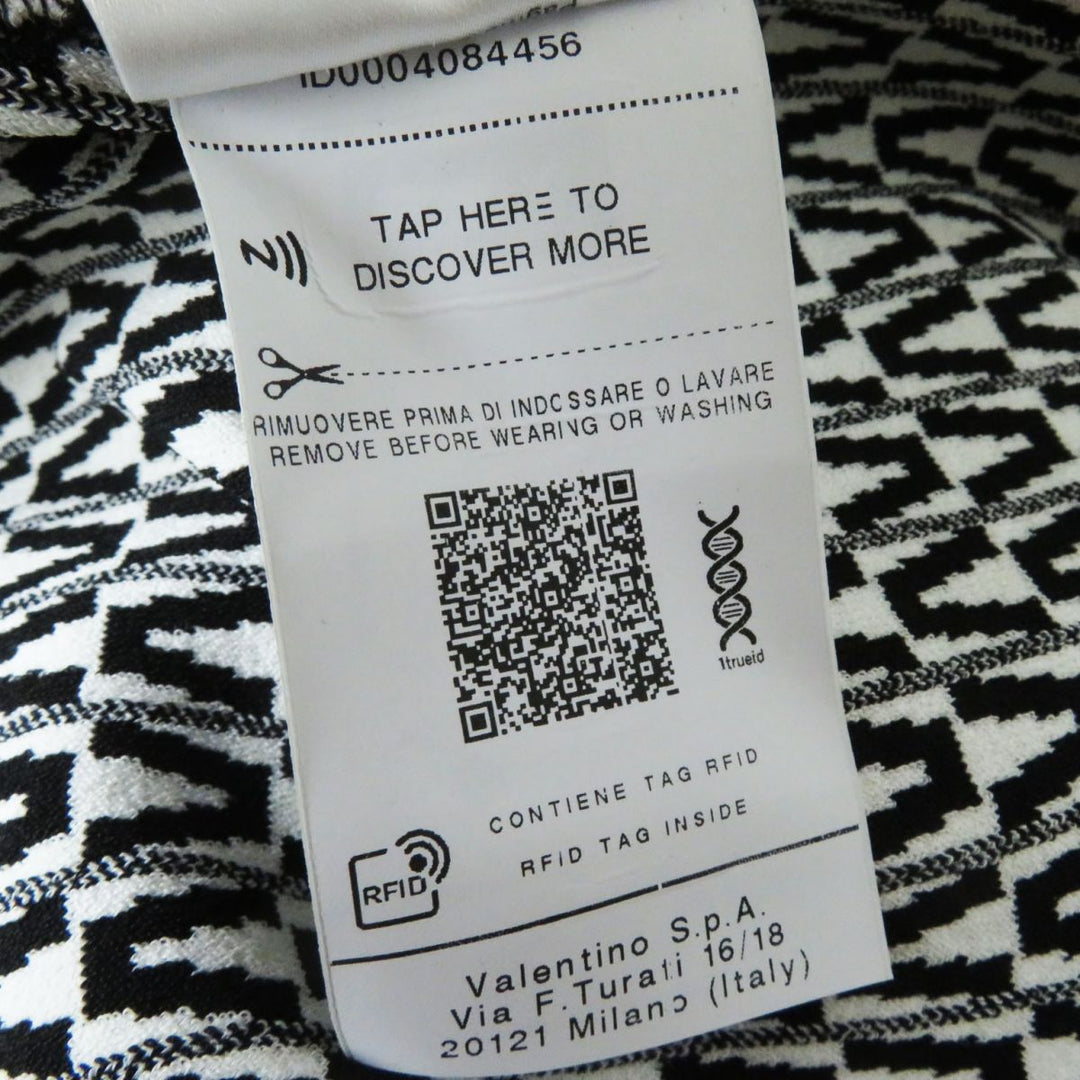 ID0004084456
TAP HERE TO
DISCOVER MORE
RIMUOVERE PRIMA DI INDOSSARE O LAVARE
REMOVE BEFORE WEARING OR WASHING
1trueid
CONTIENE TAG RFID
RFID TAG INSIDE
RFID
Valentino S.p.A.
Via F.Turati 16/18
20121 Milano (Italy)